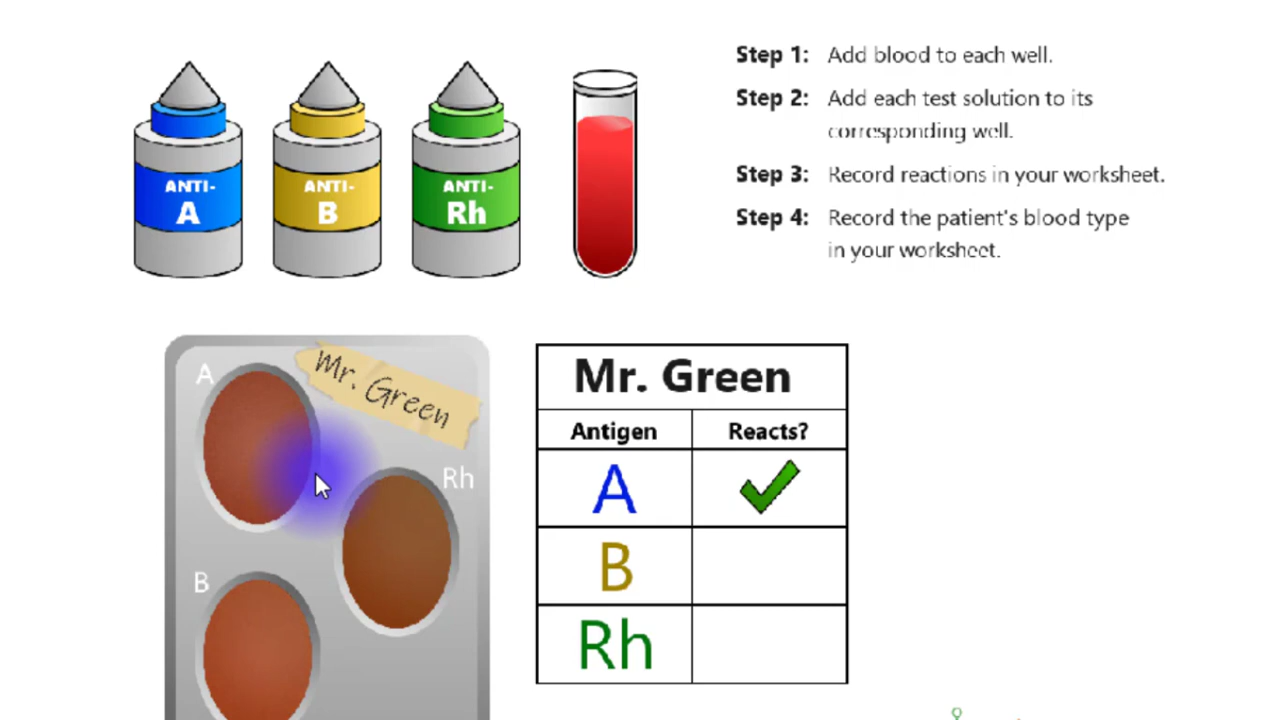 Step 1: Add blood to each well.
Step 2: Add each test solution to its
corresponding well.
Step 3: Record reactions in your worksheet.
Step 4: Record the patient's blood type
in your worksheet.
ANTI-
A
ANTI-
B
ANTI-
Rh
A
Mr. Green
Rh
B
Mr. Green
Antigen Reacts?
A
B
Rh